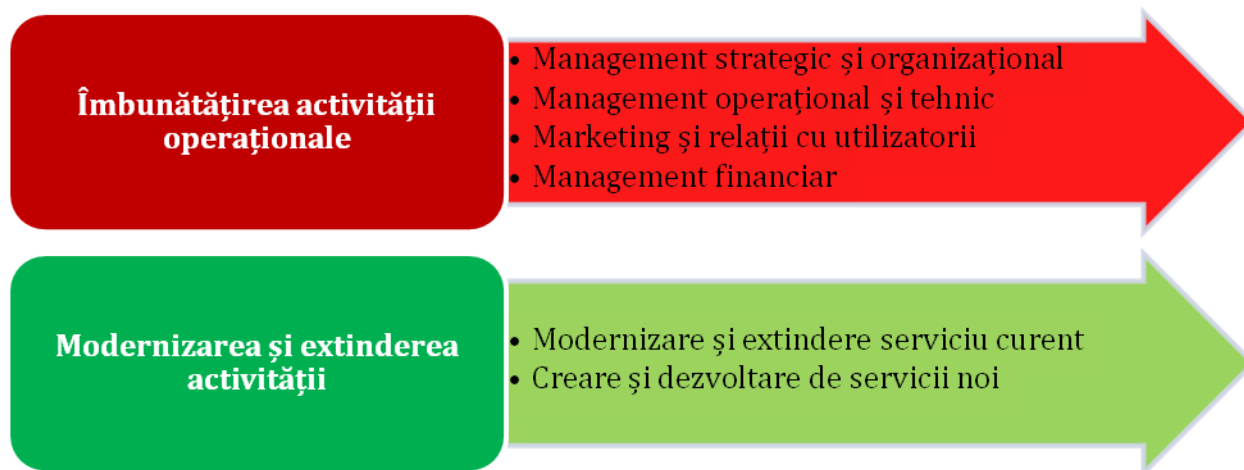 Îmbunătățirea activității
operaționale
• Management strategic și organizațional
• Management operațional și tehnic
• Marketing și relații cu utilizatorii
• Management financiar
Modernizarea și extinderea
activității
• Modernizare și extindere serviciu curent
• Creare și dezvoltare de servicii noi